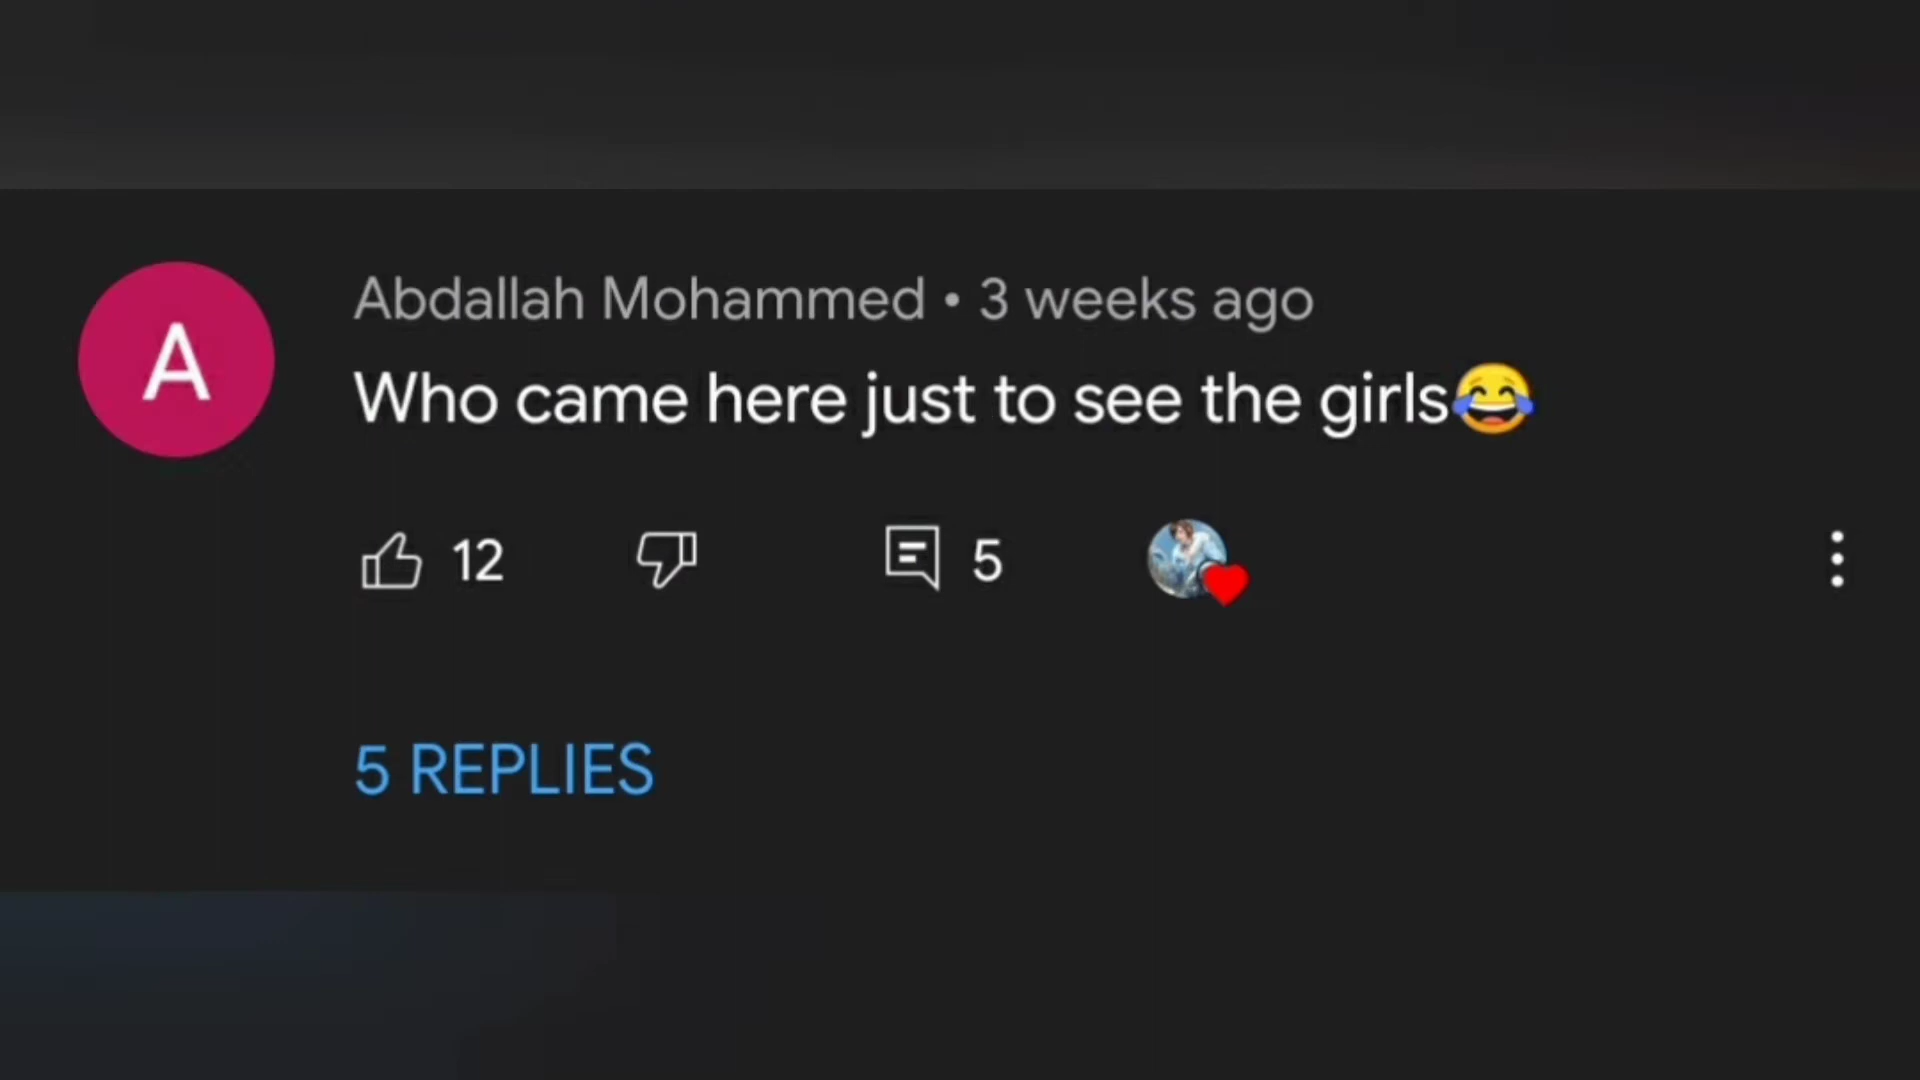 A
Abdallah Mohammed • 3 weeks ago
Who came here just to see the girls😂
12
5
5 REPLIES